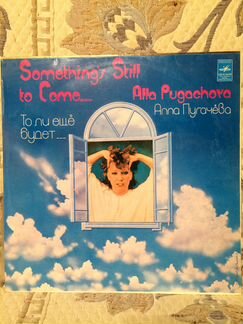 Something's Still
to Come....
Alla Pugachova
То ли ещё
будет....
Алла Пугачёва